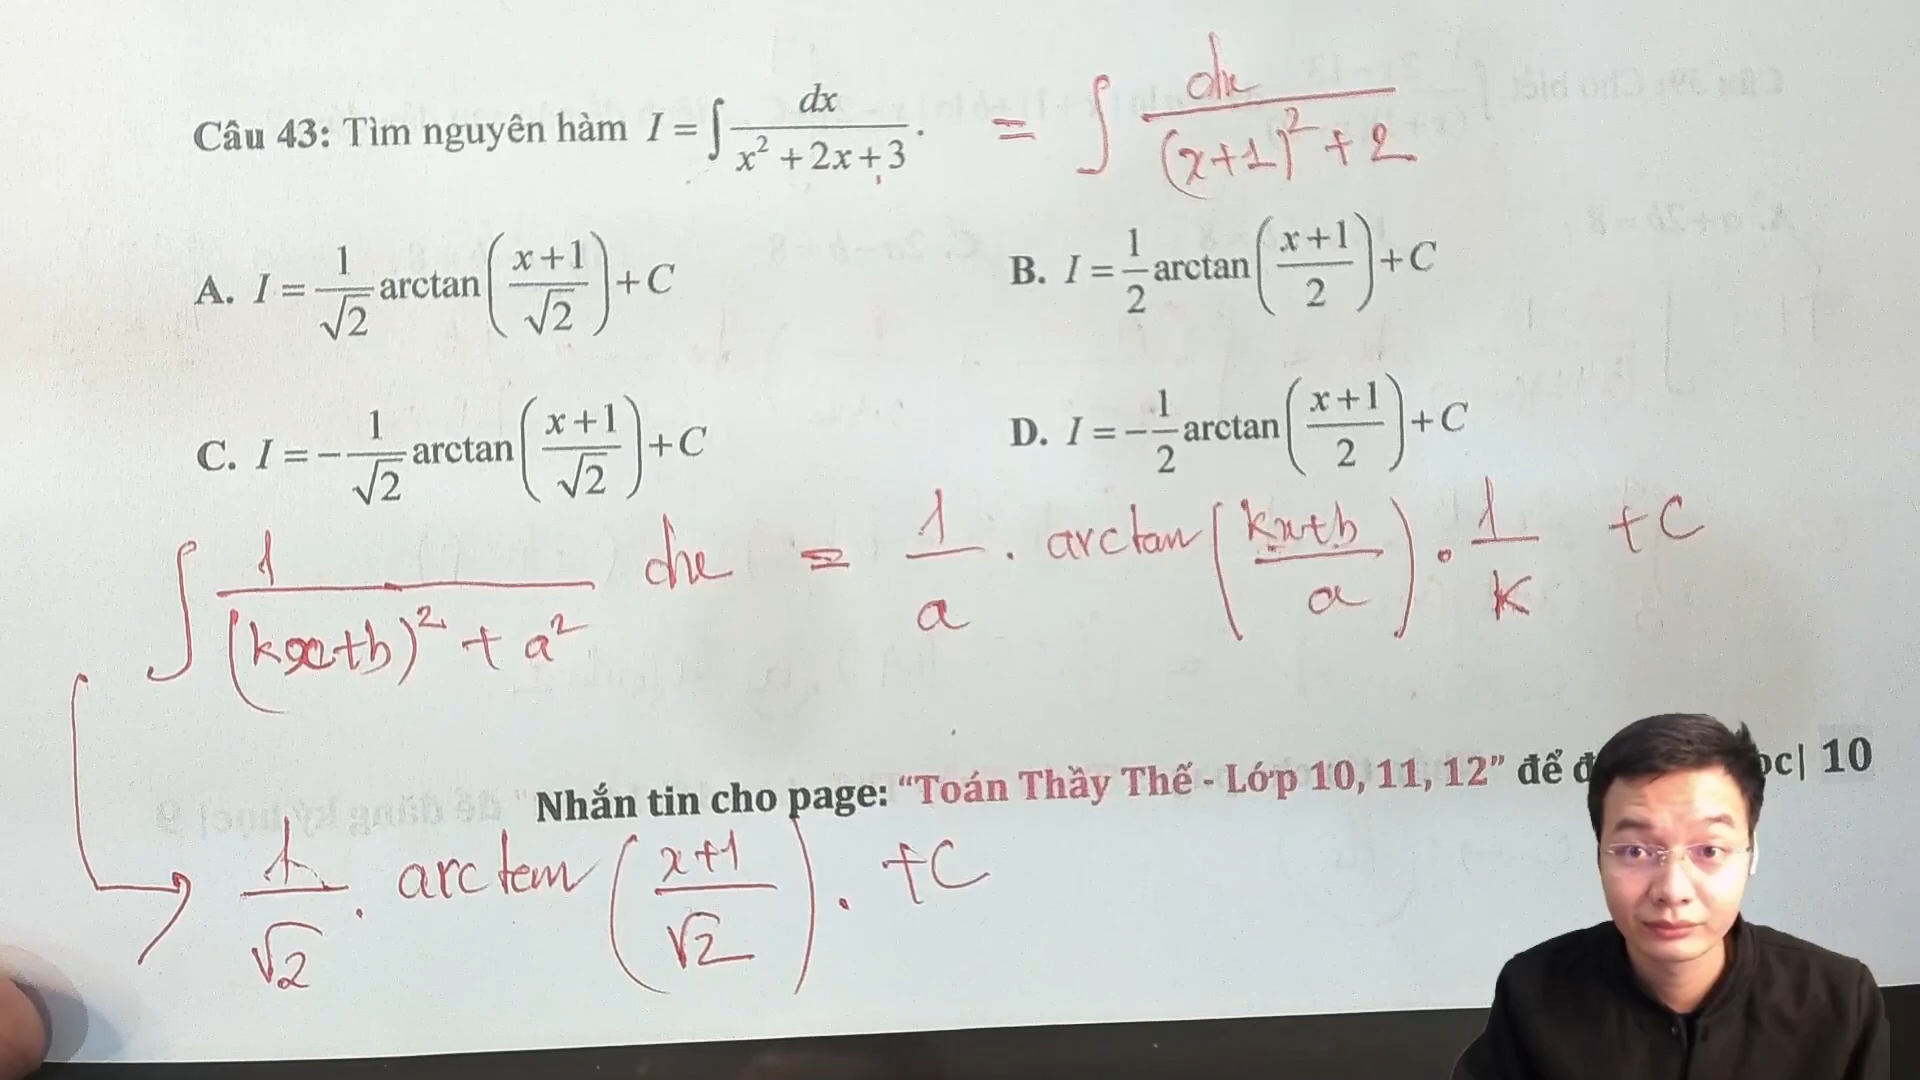 Câu 43: Tìm nguyên hàm I = ∫ dx / (x² + 2x + 3). = ∫ dx / ((x+1)² + 2)
A. I = 1/√2 arctan((x+1)/√2) + C B. I = 1/2 arctan((x+1)/2) + C
C. I = −1/√2 arctan((x+1)/√2) + C D. I = −1/2 arctan((x+1)/2) + C
∫ 1 / ((kx+b)² + a²) dx = 1/a . arctan((kx+b)/a) . 1/k + C
Nhắn tin cho page: “Toán Thầy Thế - Lớp 10, 11, 12” để | 10
1/√2 . arctan((x+1)/√2) . + C